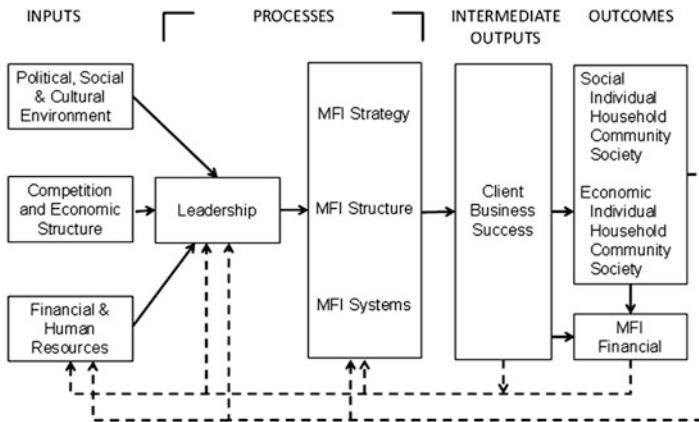 INPUTS
PROCESSES
INTERMEDIATE
OUTPUTS
OUTCOMES
Political, Social
& Cultural
Environment
Competition
and Economic
Structure
Financial &
Human
Resources
Leadership
MFI Strategy
MFI Structure
MFI Systems
Client
Business
Success
Social
Individual
Household
Community
Society
Economic
Individual
Household
Community
Society
MFI
Financial